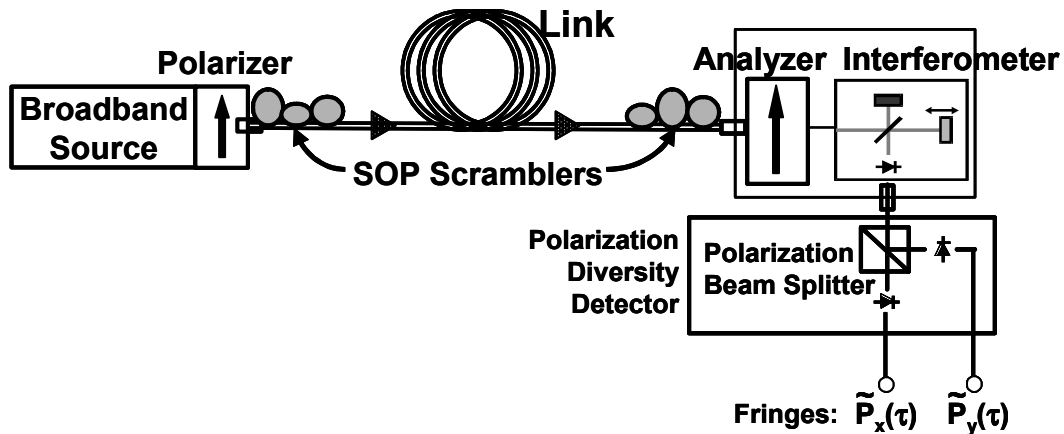 Link
Polarizer
Analyzer Interferometer
Broadband
Source
SOP Scramblers
Polarization
Diversity
Detector
Polarization
Beam Splitter
Fringes: P̃x(τ) P̃y(τ)